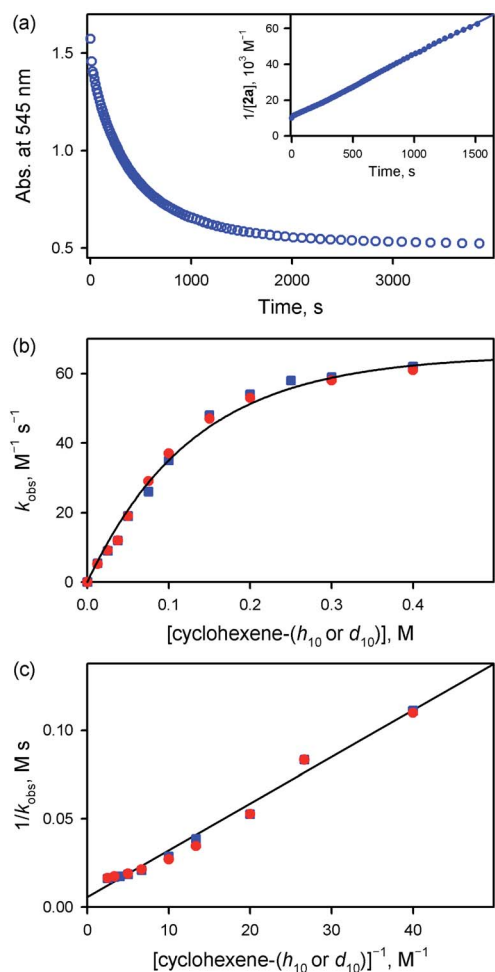 (a)
1.5
1.0
0.5
Abs. at 545 nm
0
1000
2000
3000
Time, s
60
40
20
0
1/[2a], 10³ M⁻¹
0
500
1000
1500
Time, s
(b)
60
40
20
0
k_obs, M⁻¹ s⁻¹
0.0
0.1
0.2
0.3
0.4
[cyclohexene-(h₁₀ or d₁₀)], M
(c)
0.10
0.05
0.00
1/k_obs, M s
0
10
20
30
40
[cyclohexene-(h₁₀ or d₁₀)]⁻¹, M⁻¹